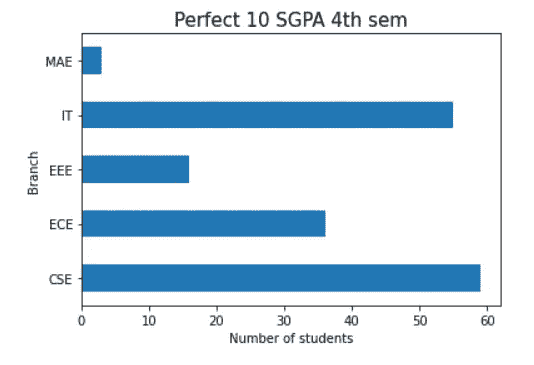 Perfect 10 SGPA 4th sem
MAE
IT
EEE
ECE
CSE
Branch
0 10 20 30 40 50 60
Number of students